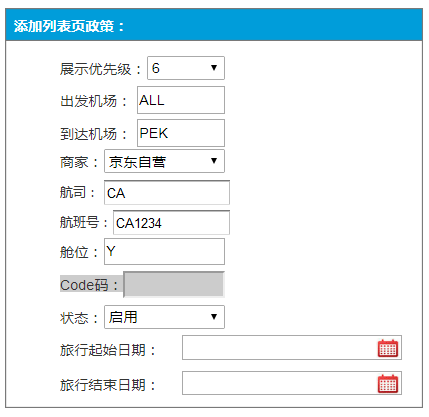 添加列表页政策：
展示优先级： 6
出发机场： ALL
到达机场： PEK
商家： 京东自营
航司： CA
航班号： CA1234
舱位： Y
Code码：
状态： 启用
旅行起始日期：
旅行结束日期：